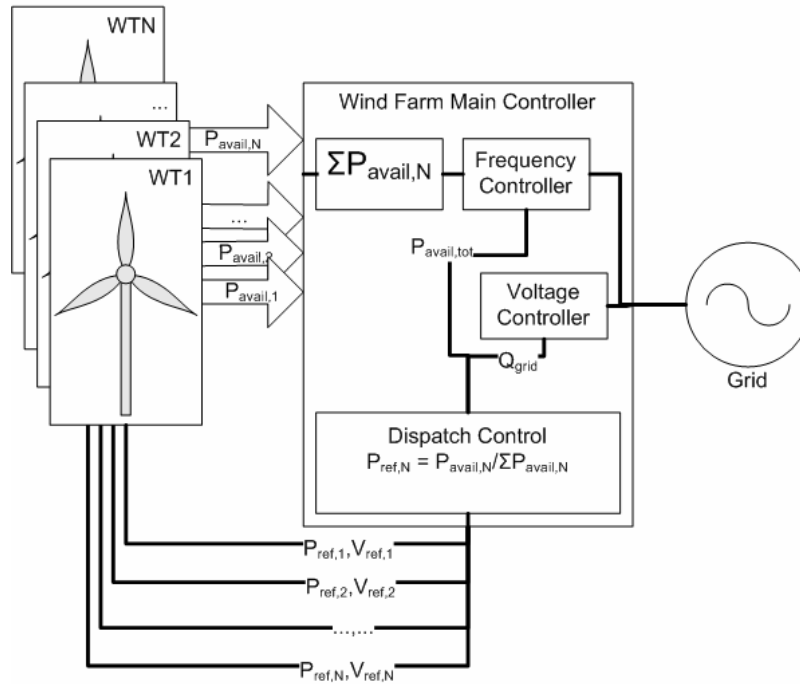 WTN
...
WT2
WT1
P_avail,N
...
P_avail,2
P_avail,1
Wind Farm Main Controller
ΣP_avail,N
Frequency
Controller
P_avail,tot
Voltage
Controller
Q_grid
Grid
Dispatch Control
P_ref,N = P_avail,N/ΣP_avail,N
P_ref,1,V_ref,1
P_ref,2,V_ref,2
...,...
P_ref,N,V_ref,N